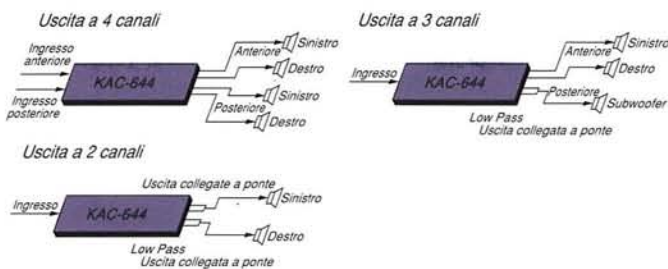 Uscita a 4 canali
Ingresso anteriore
Ingresso posteriore
KAC-644
Anteriore
Sinistro
Destro
Posteriore
Sinistro
Destro
Uscita a 3 canali
Ingresso
KAC-644
Anteriore
Sinistro
Destro
Posteriore
Subwoofer
Low Pass
Uscita collegata a ponte
Uscita a 2 canali
Ingresso
KAC-644
Uscita collegate a ponte
Sinistro
Destro
Low Pass
Uscita collegata a ponte